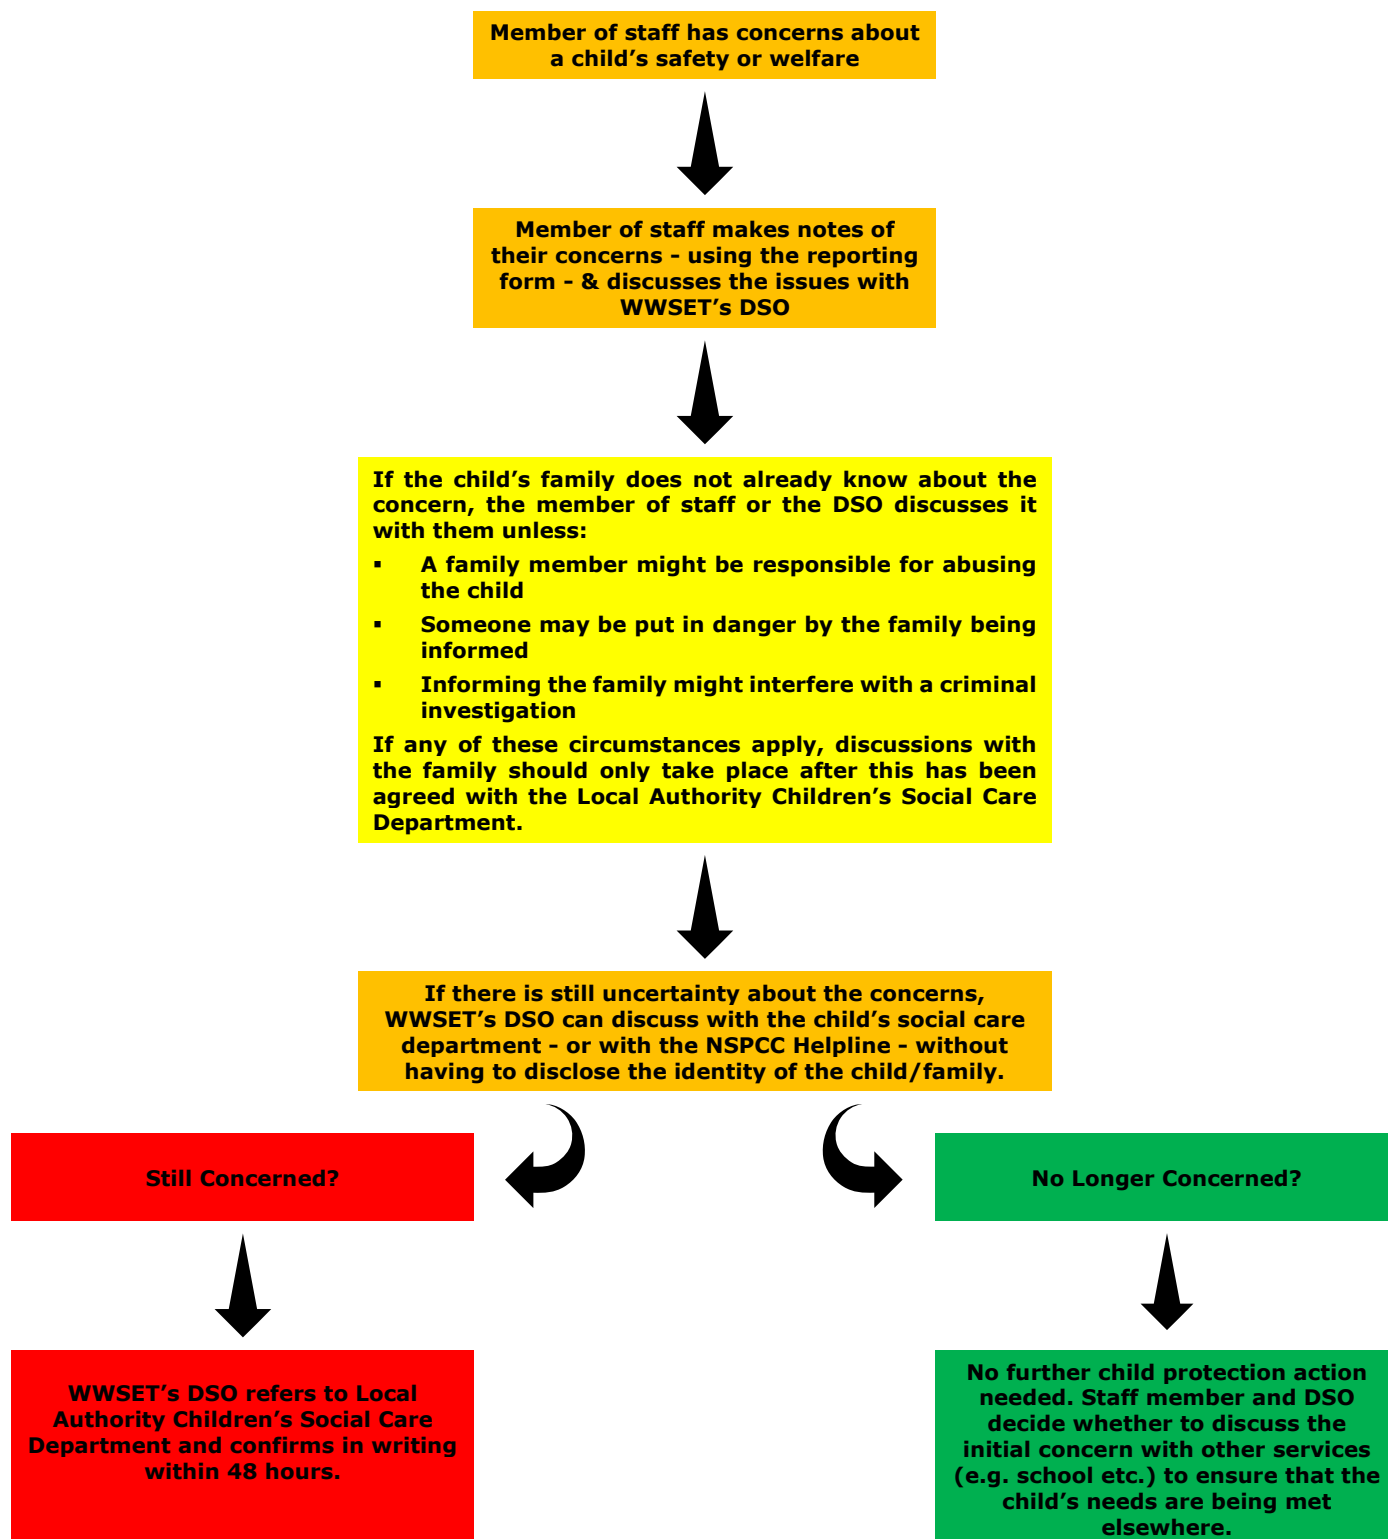 Member of staff has concerns about
a child’s safety or welfare
Member of staff makes notes of
their concerns - using the reporting
form - & discusses the issues with
WWSET’s DSO
If the child’s family does not already know about the
concern, the member of staff or the DSO discusses it
with them unless:
▪ A family member might be responsible for abusing
the child
▪ Someone may be put in danger by the family being
informed
▪ Informing the family might interfere with a criminal
investigation
If any of these circumstances apply, discussions with
the family should only take place after this has been
agreed with the Local Authority Children’s Social Care
Department.
If there is still uncertainty about the concerns,
WWSET’s DSO can discuss with the child’s social care
department - or with the NSPCC Helpline - without
having to disclose the identity of the child/family.
Still Concerned?
No Longer Concerned?
WWSET’s DSO refers to Local
Authority Children’s Social Care
Department and confirms in writing
within 48 hours.
No further child protection action
needed. Staff member and DSO
decide whether to discuss the
initial concern with other services
(e.g. school etc.) to ensure that the
child’s needs are being met
elsewhere.